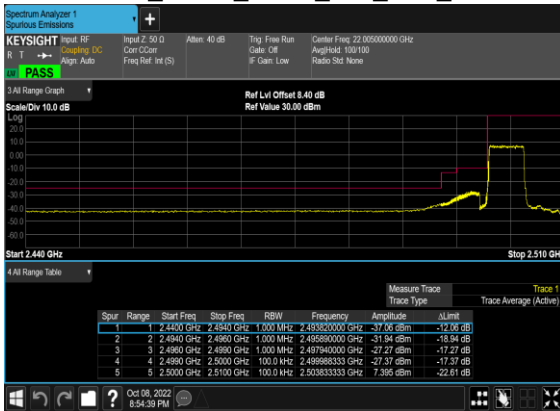 Spectrum Analyzer 1
Spurious Emissions
+
KEYSIGHT
R T
LXI
PASS
Input: RF
Coupling: DC
Align: Auto
Input Z: 50 Ω
Corr CCorr
Freq Ref: Int (S)
Atten: 40 dB
Trig: Free Run
Gate: Off
IF Gain: Low
Center Freq: 22.005000000 GHz
Avg|Hold: 100/100
Radio Std: None
3 All Range Graph
Scale/Div 10.0 dB
Ref Lvl Offset 8.40 dB
Ref Value 30.00 dBm
Log
20.0
10.0
0.00
-10.0
-20.0
-30.0
-40.0
-50.0
-60.0
Start 2.440 GHz
Stop 2.510 GH
4 All Range Table
Measure Trace Trace 1
Trace Type Trace Average (Active)
Spur Range Start Freq Stop Freq RBW Frequency Amplitude ΔLimit
1 1 2.4400 GHz 2.4940 GHz 1.000 MHz 2.493820000 GHz -37.06 dBm -12.06 dB
2 2 2.4940 GHz 2.4960 GHz 1.000 MHz 2.495890000 GHz -31.94 dBm -18.94 dB
3 3 2.4960 GHz 2.4990 GHz 1.000 MHz 2.497940000 GHz -27.27 dBm -17.27 dB
4 4 2.4990 GHz 2.5000 GHz 100.0 kHz 2.499988333 GHz -27.37 dBm -17.37 dB
5 5 2.5000 GHz 2.5100 GHz 100.0 kHz 2.503833333 GHz 7.395 dBm -22.61 dB
?
Oct 08, 2022
8:54:39 PM